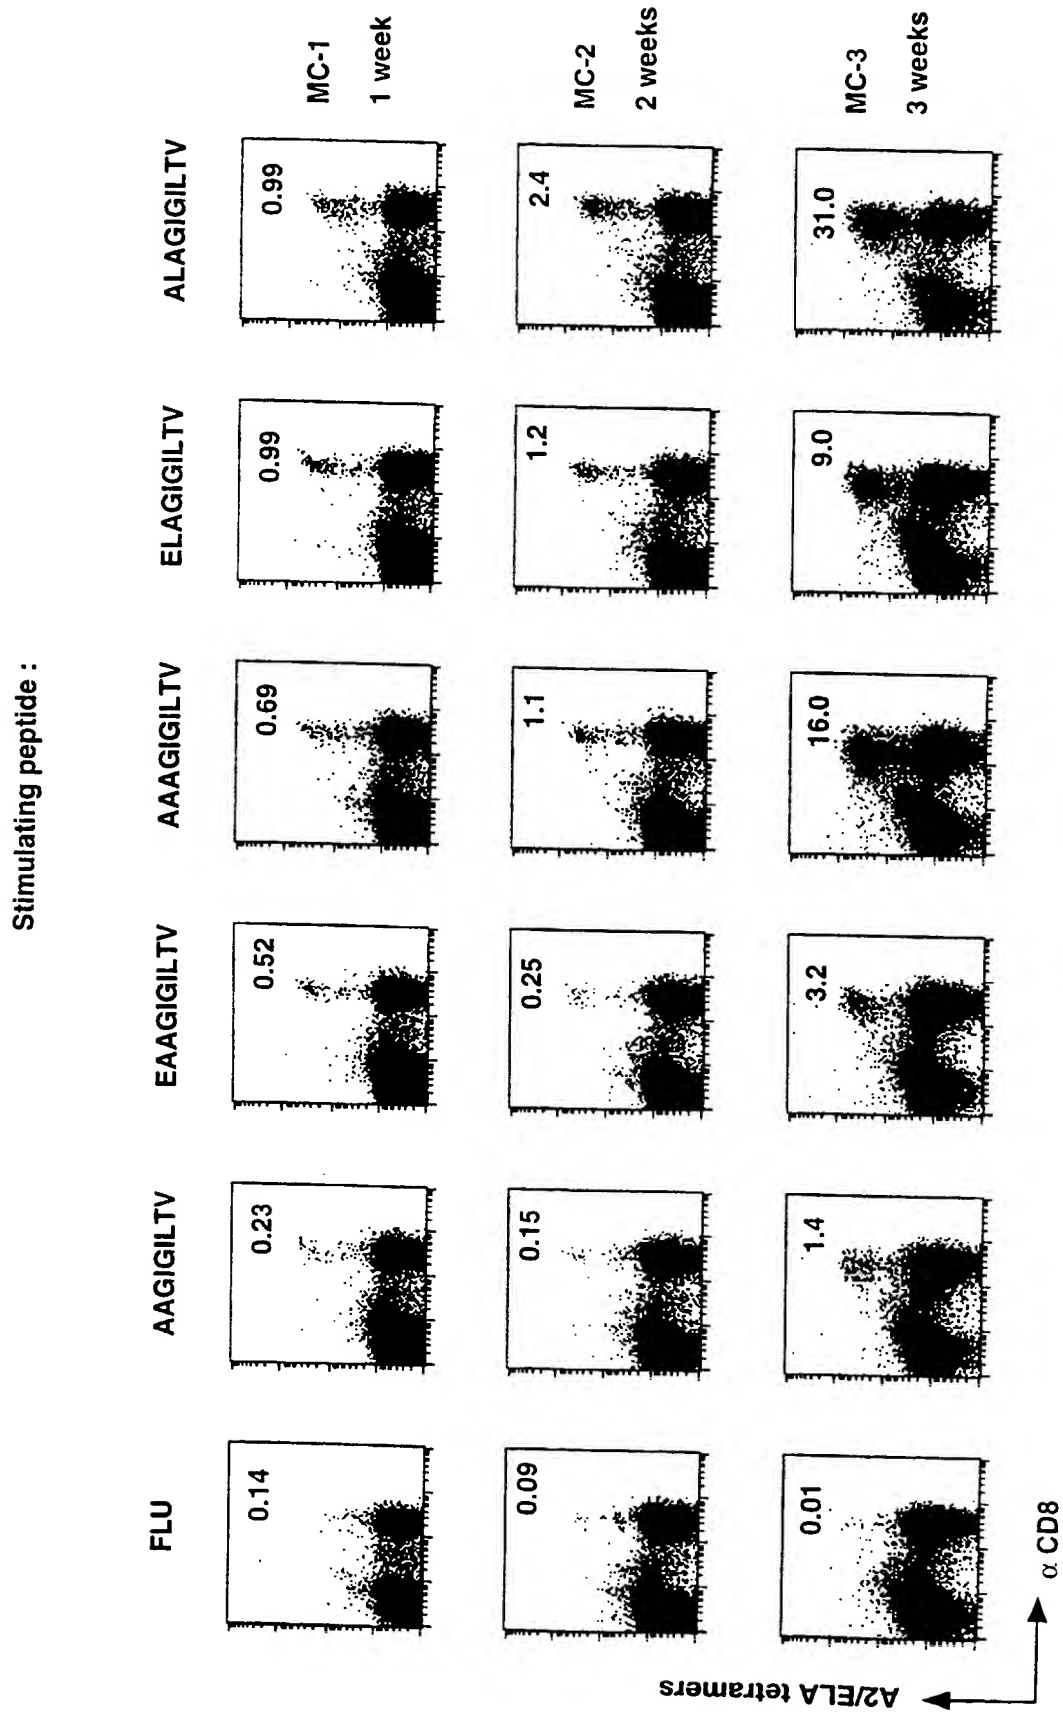 Stimulating peptide :
FLU
AAGIGILTV
EAAGIGILTV
AAAGIGILTV
ELAGIGILTV
ALAGIGILTV
0.14
0.23
0.52
0.69
0.99
0.99
MC-1
1 week
0.09
0.15
0.25
1.1
1.2
2.4
MC-2
2 weeks
0.01
1.4
3.2
16.0
9.0
31.0
MC-3
3 weeks
A2/ELA tetramers
α CD8